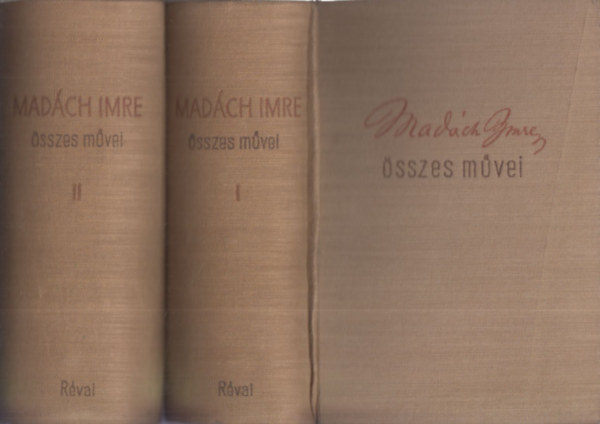 MADÁCH IMRE
összes művei
II
Révai
MADÁCH IMRE
összes művei
I
Révai
Madách Imre
összes művei